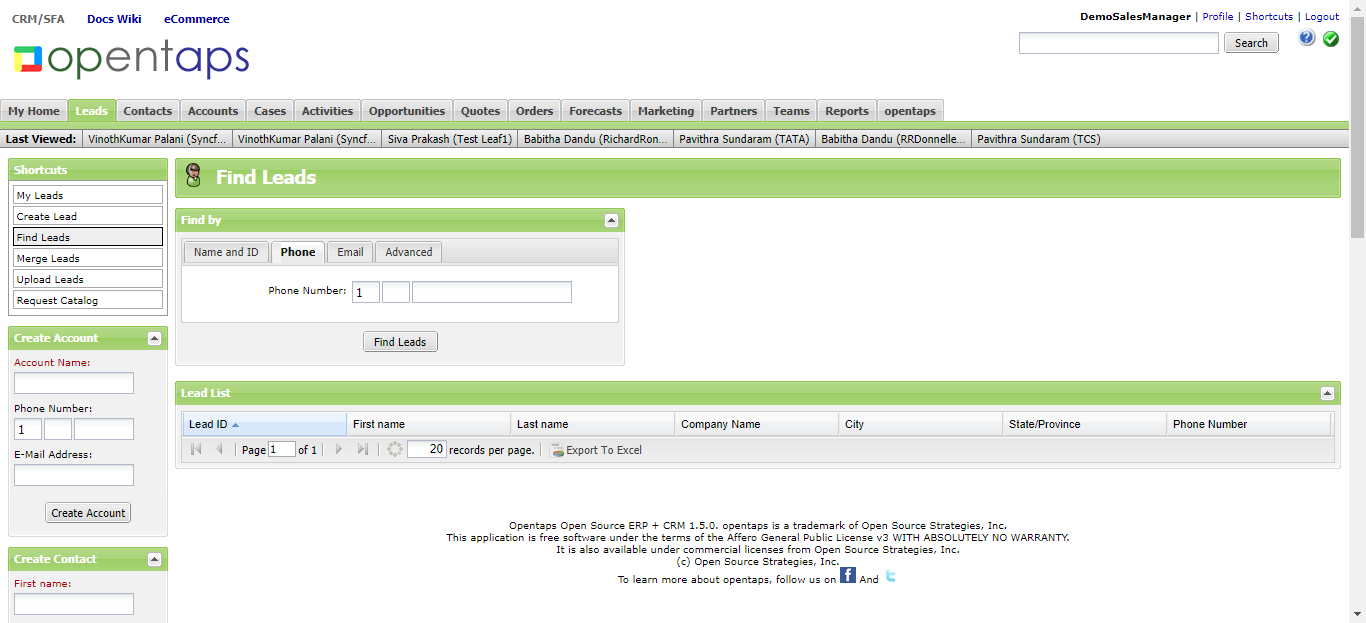 CRM/SFA Docs Wiki eCommerce
DemoSalesManager | Profile | Shortcuts | Logout
opentaps
Search
My Home Leads Contacts Accounts Cases Activities Opportunities Quotes Orders Forecasts Marketing Partners Teams Reports opentaps
Last Viewed: VinothKumar Palani (Syncf... VinothKumar Palani (Syncf... Siva Prakash (Test Leaf1) Babitha Dandu (RichardRon... Pavithra Sundaram (TATA) Babitha Dandu (RRDonnelle... Pavithra Sundaram (TCS)
Shortcuts
My Leads
Create Lead
Find Leads
Merge Leads
Upload Leads
Request Catalog
Create Account
Account Name:
Phone Number:
1
E-Mail Address:
Create Account
Create Contact
First name:
Find Leads
Find by
Name and ID Phone Email Advanced
Phone Number: 1
Find Leads
Lead List
Lead ID First name Last name Company Name City State/Province Phone Number
Page 1 of 1 20 records per page. Export To Excel
Opentaps Open Source ERP + CRM 1.5.0. opentaps is a trademark of Open Source Strategies, Inc.
This application is free software under the terms of the Affero General Public License v3 WITH ABSOLUTELY NO WARRANTY.
It is also available under commercial licenses from Open Source Strategies, Inc.
(c) Open Source Strategies, Inc.
To learn more about opentaps, follow us on f And t